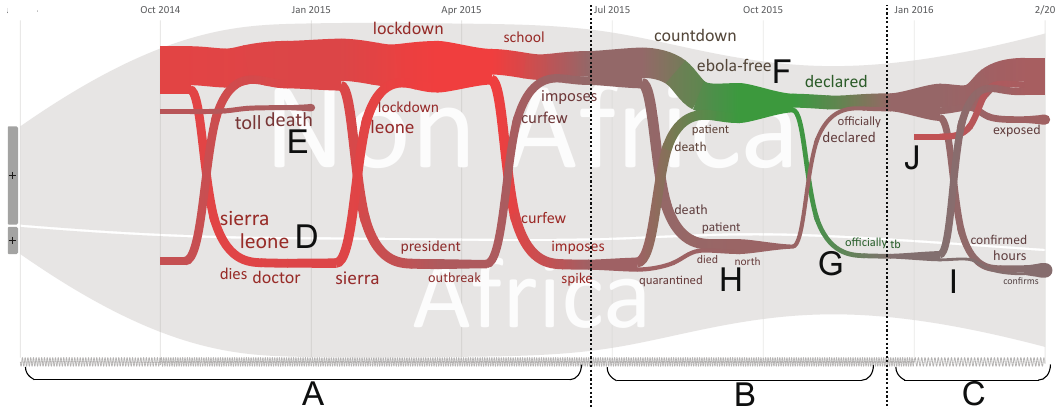 Oct 2014 Jan 2015 Apr 2015 Jul 2015 Oct 2015 Jan 2016 2/20
lockdown
school
countdown
ebola-free F
declared
imposes
lockdown
leone
curfew
toll death
E
Non Africa
patient
death
officially
declared
exposed
J
sierra
leone D
dies doctor
sierra
president
outbreak
curfew
imposes
spike
death
patient
died
north
quarantined
H
officially tb
G
confirmed
hours
confirms
I
Africa
+
+
A
B
C